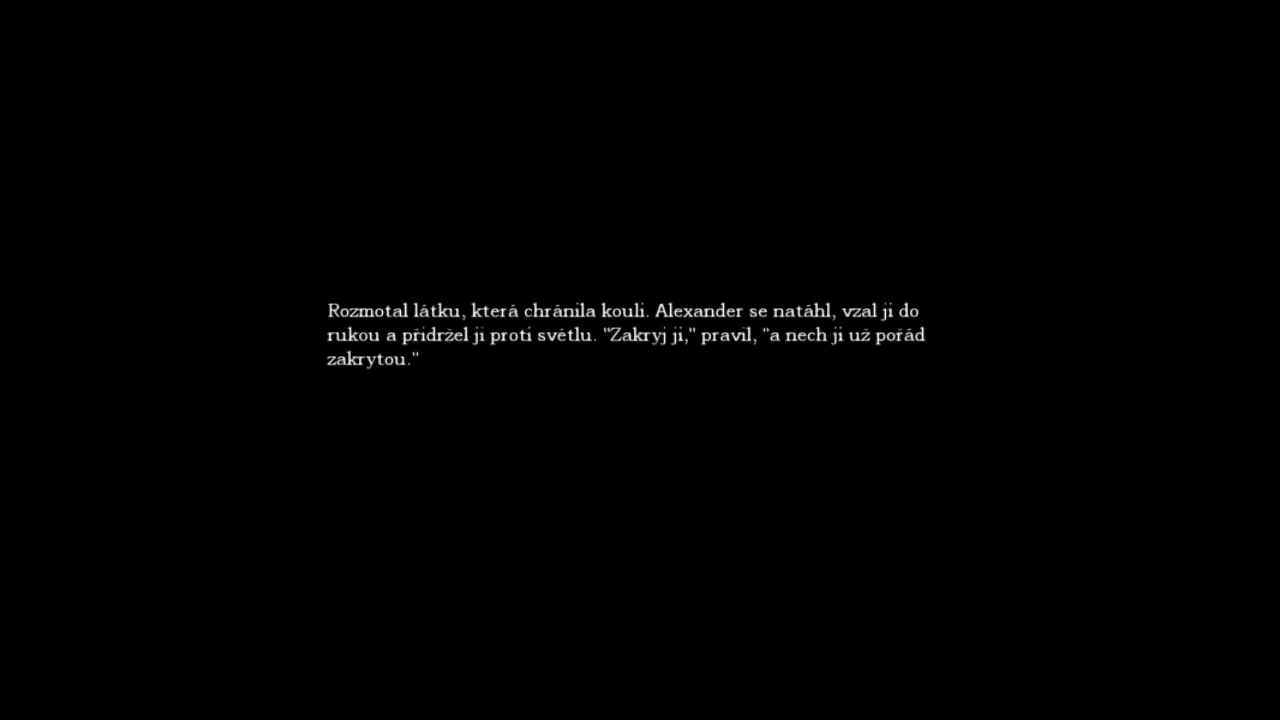 Rozmotal látku, která chránila kouli. Alexander se natáhl, vzal ji do
rukou a přidržel ji proti světlu. "Zakryj ji," pravil, "a nech ji už pořád
zakrytou."